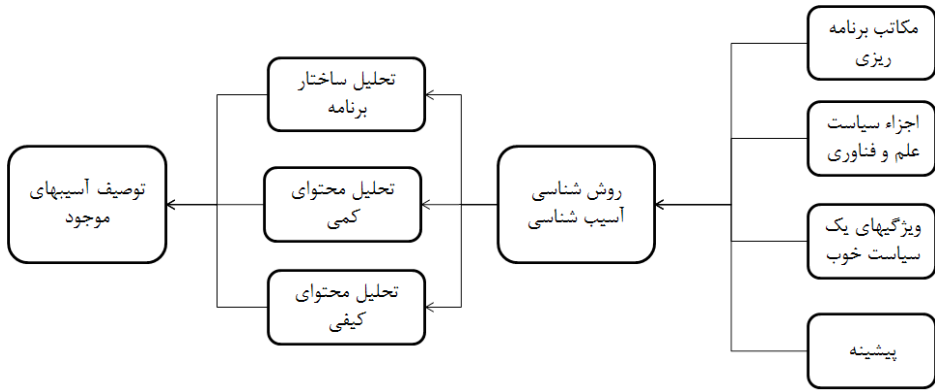 مکاتب برنامه
ریزی
اجزاء سیاست
علم و فناوری
ویژگیهای یک
سیاست خوب
پیشینه
روش شناسی
آسیب شناسی
تحلیل ساختار
برنامه
تحلیل محتوای
کمی
تحلیل محتوای
کیفی
توصیف آسیبهای
موجود